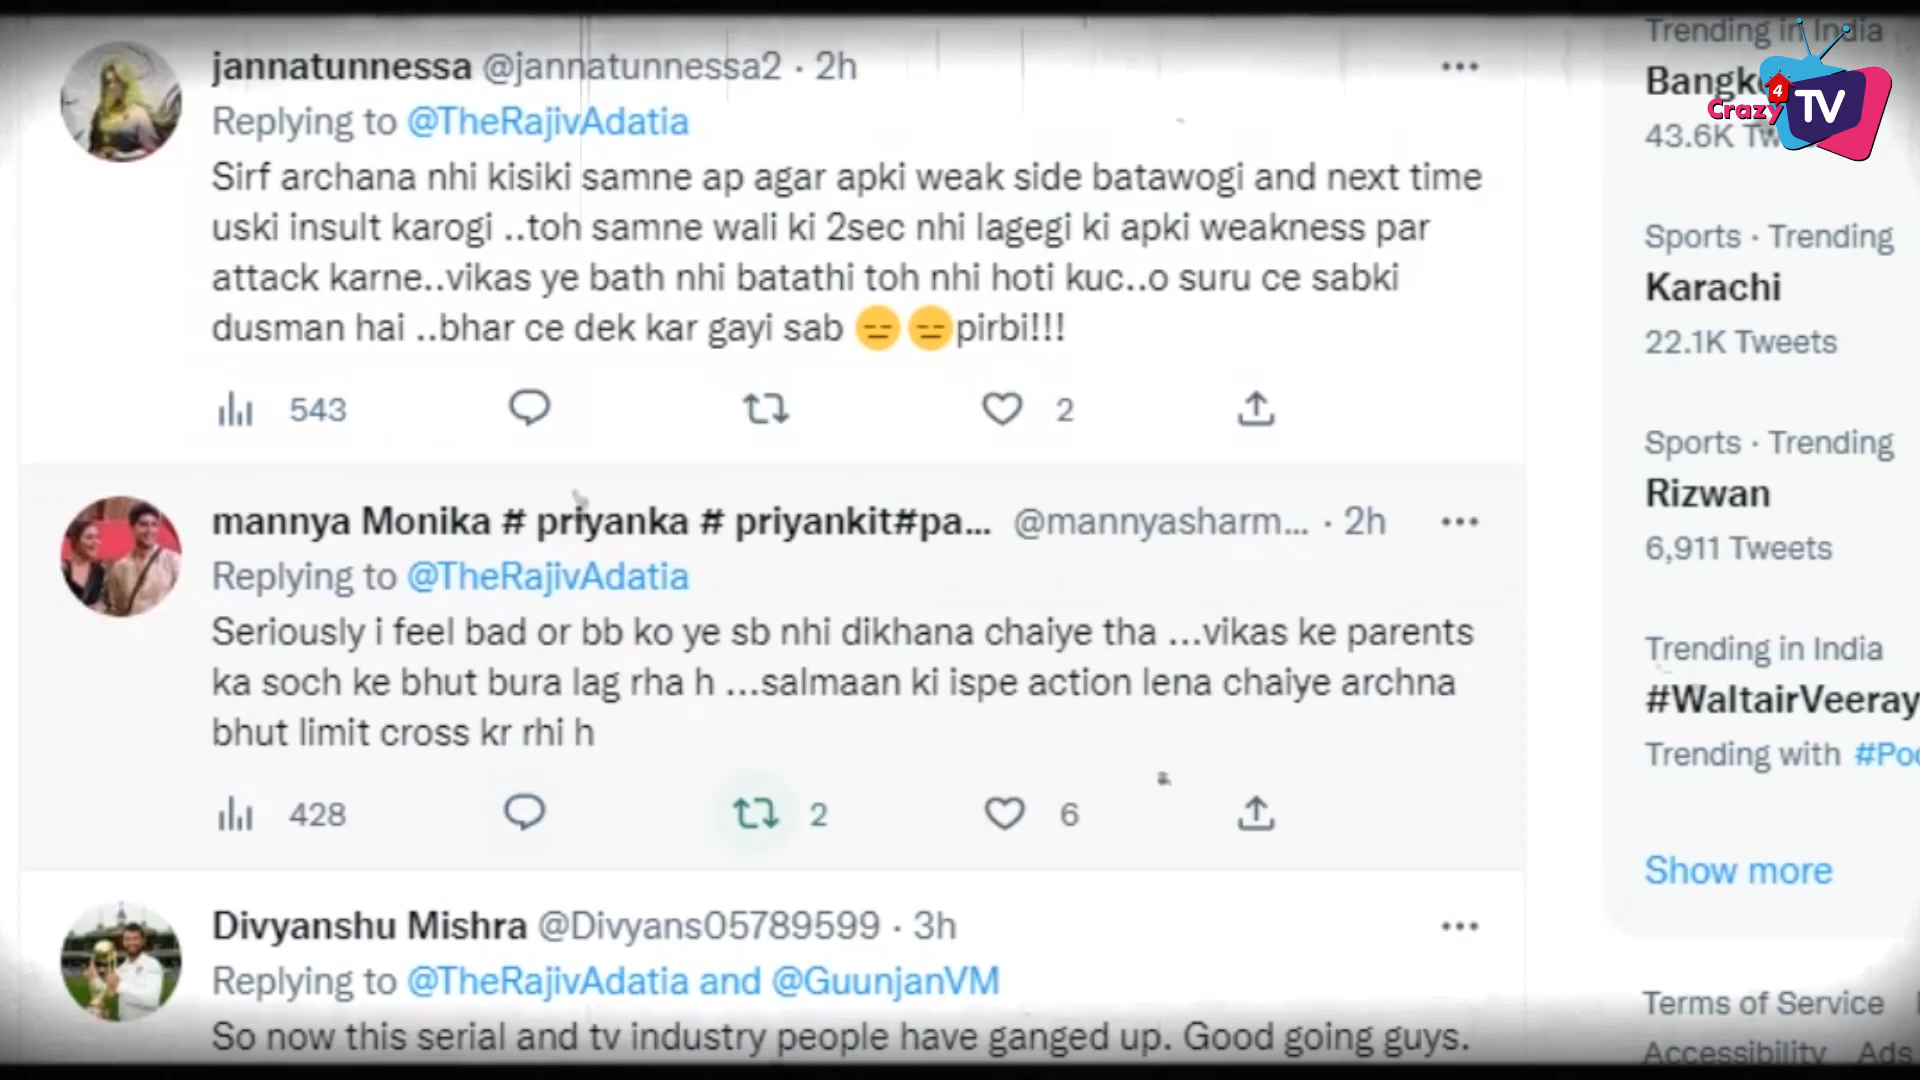 jannatunnessa @jannatunnessa2 · 2h
Replying to @TheRajivAdatia
Sirf archana nhi kisiki samne ap agar apki weak side batawogi and next time
uski insult karogi ..toh samne wali ki 2sec nhi lagegi ki apki weakness par
attack karne..vikas ye bath nhi batathi toh nhi hoti kuc..o suru ce sabki
dusman hai ..bhar ce dek kar gayi sab 😑😑pirbi!!!
543 2
mannya Monika # priyanka # priyankit#pa... @mannyasharm... · 2h
Replying to @TheRajivAdatia
Seriously i feel bad or bb ko ye sb nhi dikhana chaiye tha ...vikas ke parents
ka soch ke bhut bura lag rha h ...salmaan ki ispe action lena chaiye archna
bhut limit cross kr rhi h
428 2 6
Divyanshu Mishra @Divyans05789599 · 3h
Replying to @TheRajivAdatia and @GuunjanVM
So now this serial and tv industry people have ganged up. Good going guys.
Trending in India
43.6K
Sports · Trending
Karachi
22.1K Tweets
Sports · Trending
Rizwan
6,911 Tweets
Trending in India
#WaltairVeeray
Trending with #Poo
Show more
Terms of Service
Accessibility Ads
Crazy 4 TV